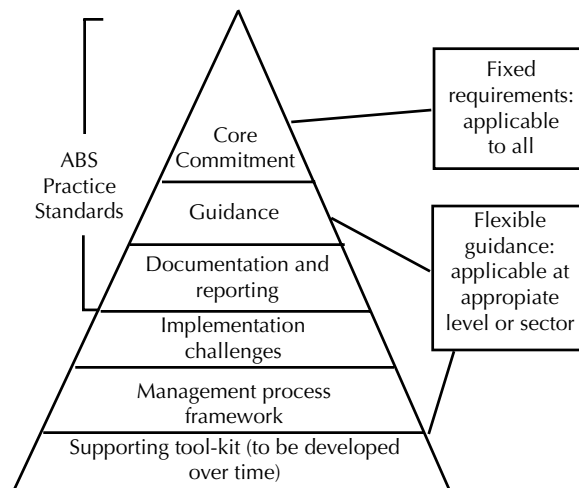 ABS
Practice
Standards
Core
Commitment
Guidance
Documentation and
reporting
Implementation
challenges
Management process
framework
Supporting tool-kit (to be developed
over time)
Fixed
requirements:
applicable
to all
Flexible
guidance:
applicable at
appropiate
level or sector